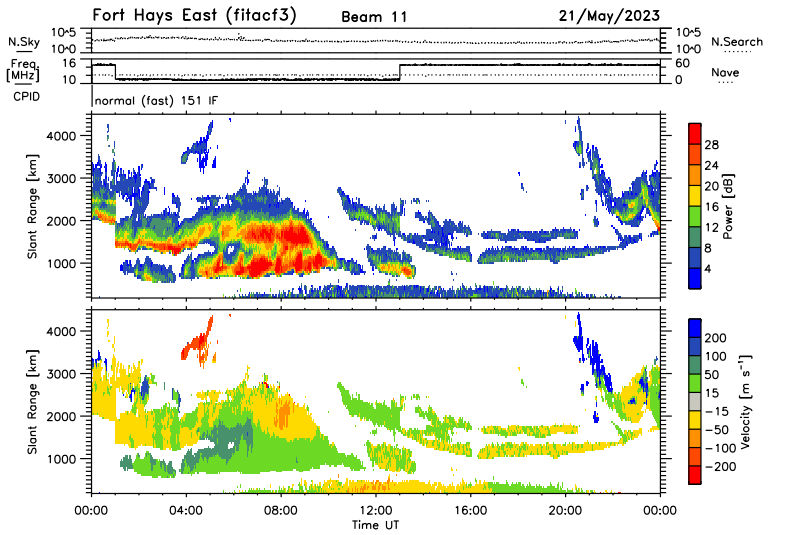 Fort Hays East (fitacf3) Beam 11 21/May/2023
N.Sky 10^5 10^0 10^5 10^0 N.Search
Freq. [MHz] 16 10 60 0 Nave
CPID normal (fast) 151 IF
Slant Range [km] 4000 3000 2000 1000
28 24 20 16 12 8 4 Power [dB]
Slant Range [km] 4000 3000 2000 1000
200 100 50 15 −15 −50 −100 −200 Velocity [m s⁻¹]
00:00 04:00 08:00 12:00 16:00 20:00 00:00
Time UT